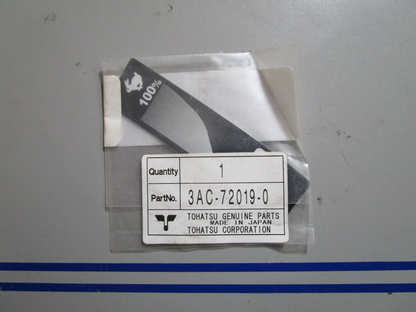 100%
Quantity 1
PartNo. 3AC-72019-0
TOHATSU GENUINE PARTS
MADE IN JAPAN
TOHATSU CORPORATION